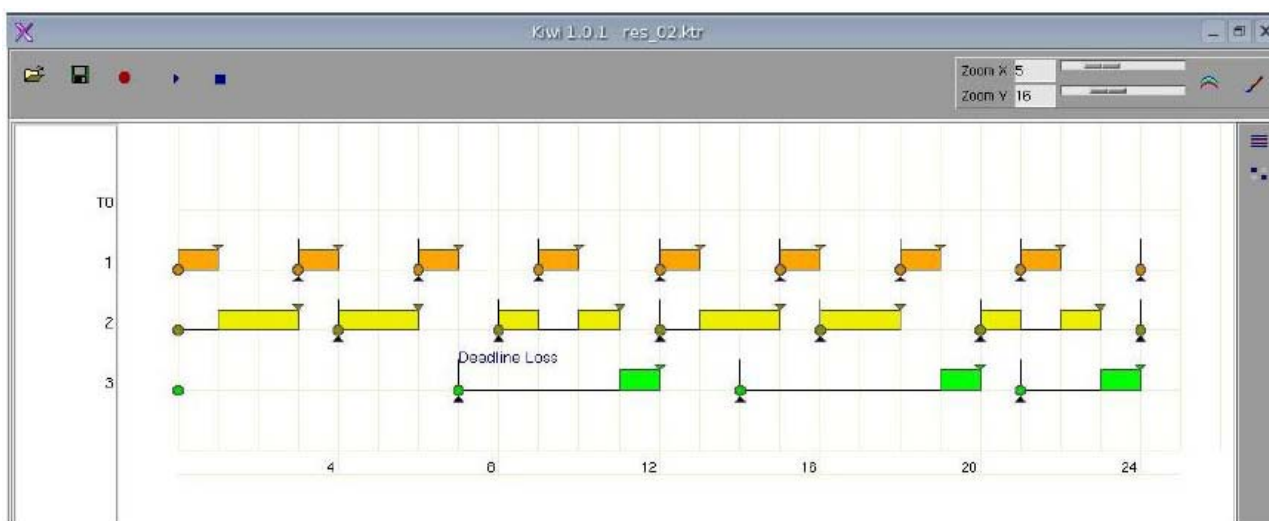 Kiwi 1.0.1 res_02.ktr
Zoom X 5
Zoom Y 16
T0
1
2
Deadline Loss
3
4 8 12 16 20 24